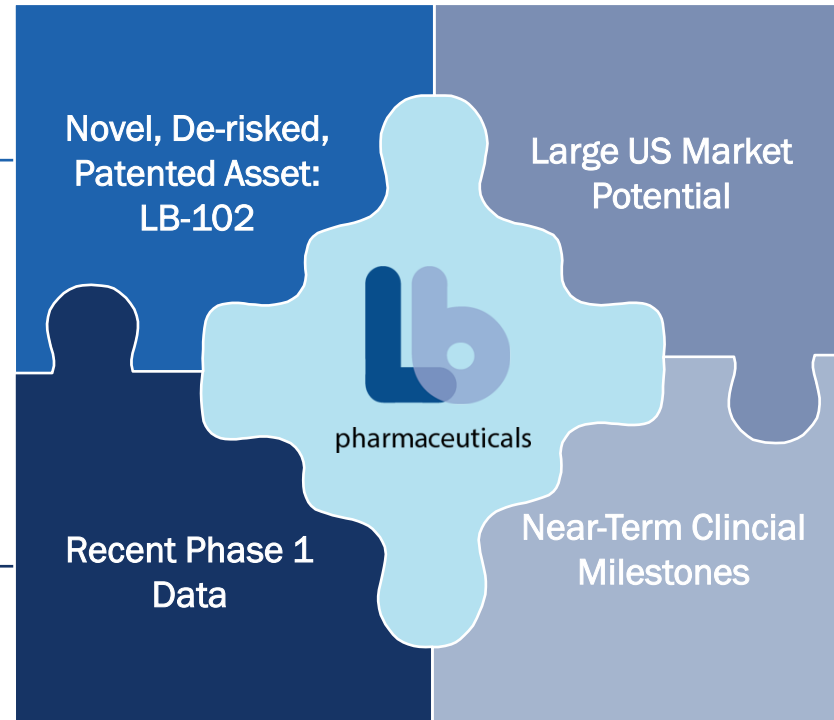 Novel, De-risked,
Patented Asset:
LB-102
Large US Market
Potential
Lb
pharmaceuticals
Recent Phase 1
Data
Near-Term Clincial
Milestones